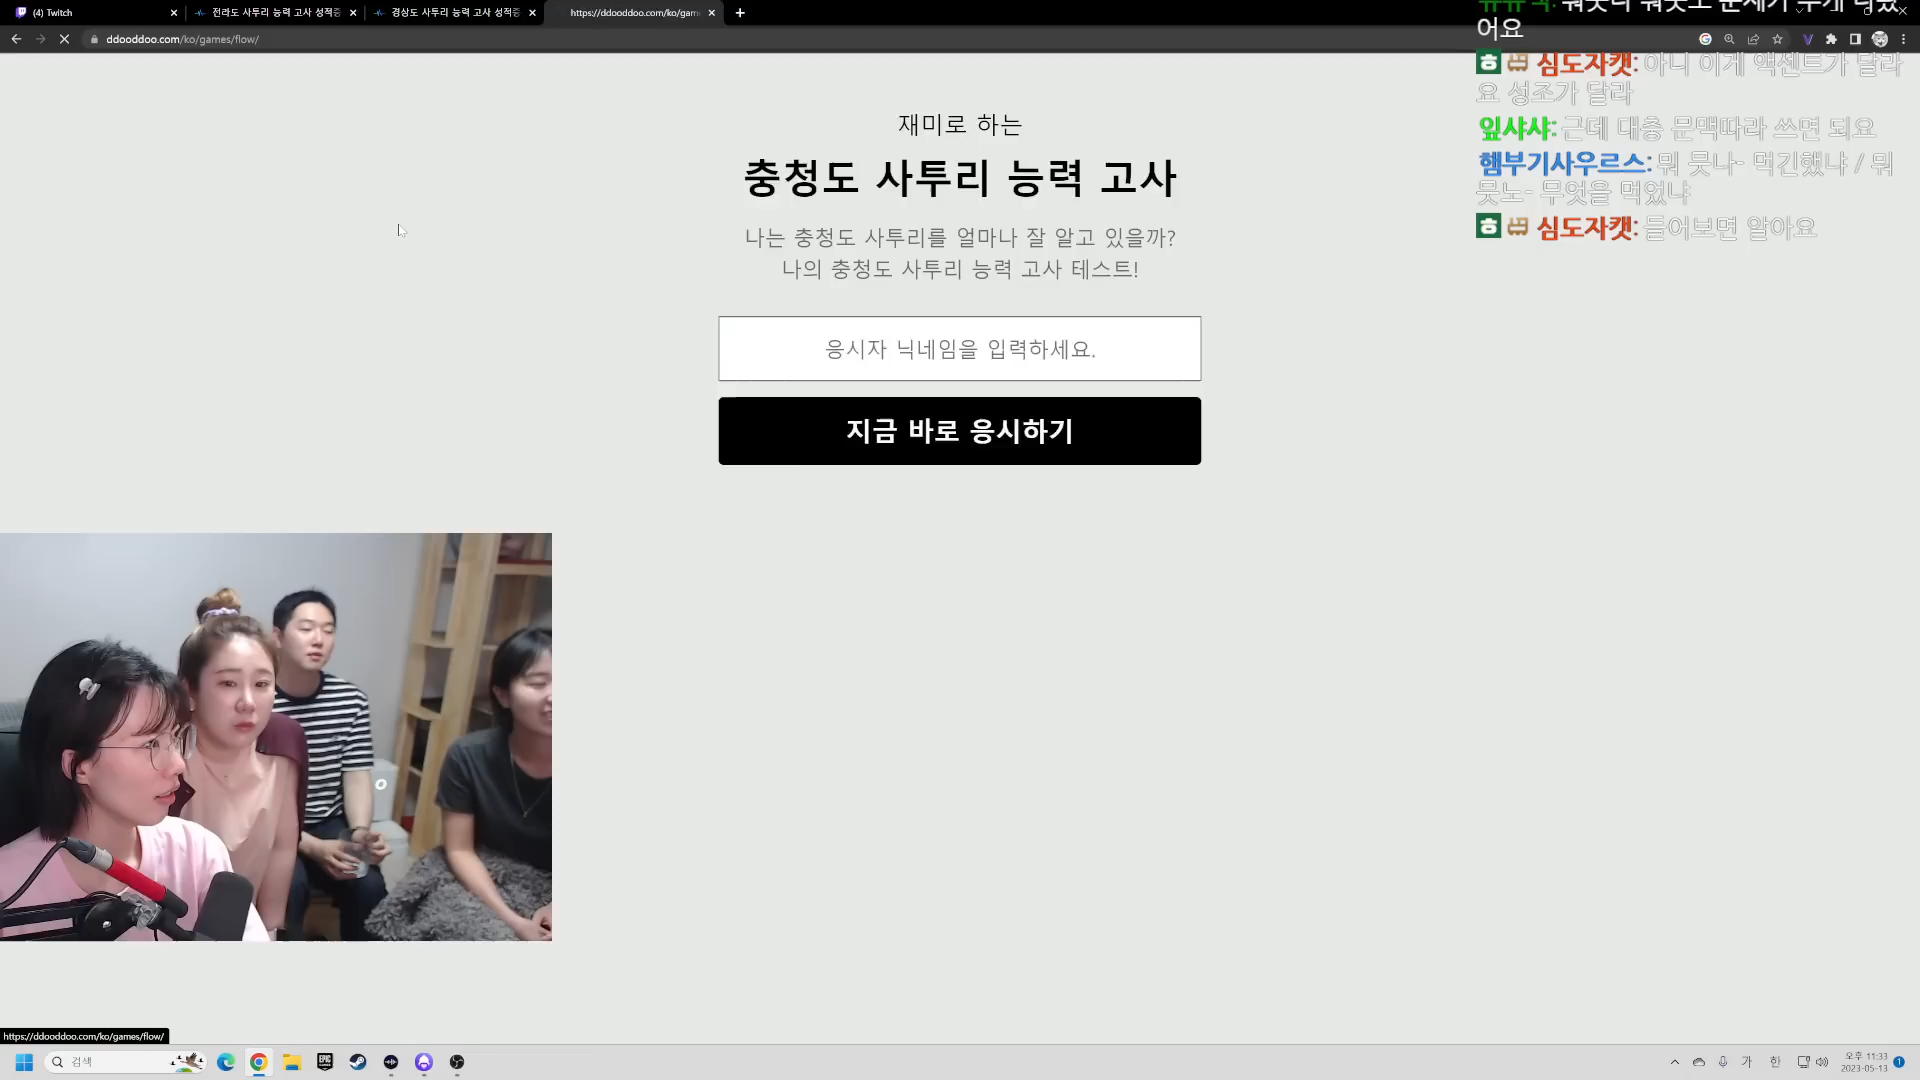 (4) Twitch
전라도 사투리 능력 고사 성적증
경상도 사투리 능력 고사 성적증
https://ddooddoo.com/ko/gam
ddooddoo.com/ko/games/flow/
어요
심도자캣: 아니 이게 액센트가 달라
요 성조가 달라
잎샤샤: 근데 대충 문맥따라 쓰면 되요
햄부기사우르스: 뭐 뭇나- 먹긴했냐 / 뭐
뭇노- 무엇을 먹었냐
심도자캣: 들어보면 알아요
재미로 하는
충청도 사투리 능력 고사
나는 충청도 사투리를 얼마나 잘 알고 있을까?
나의 충청도 사투리 능력 고사 테스트!
응시자 닉네임을 입력하세요.
지금 바로 응시하기
https://ddooddoo.com/ko/games/flow/
검색
EPIC
가
한
오후 11:33
2023-05-13
1